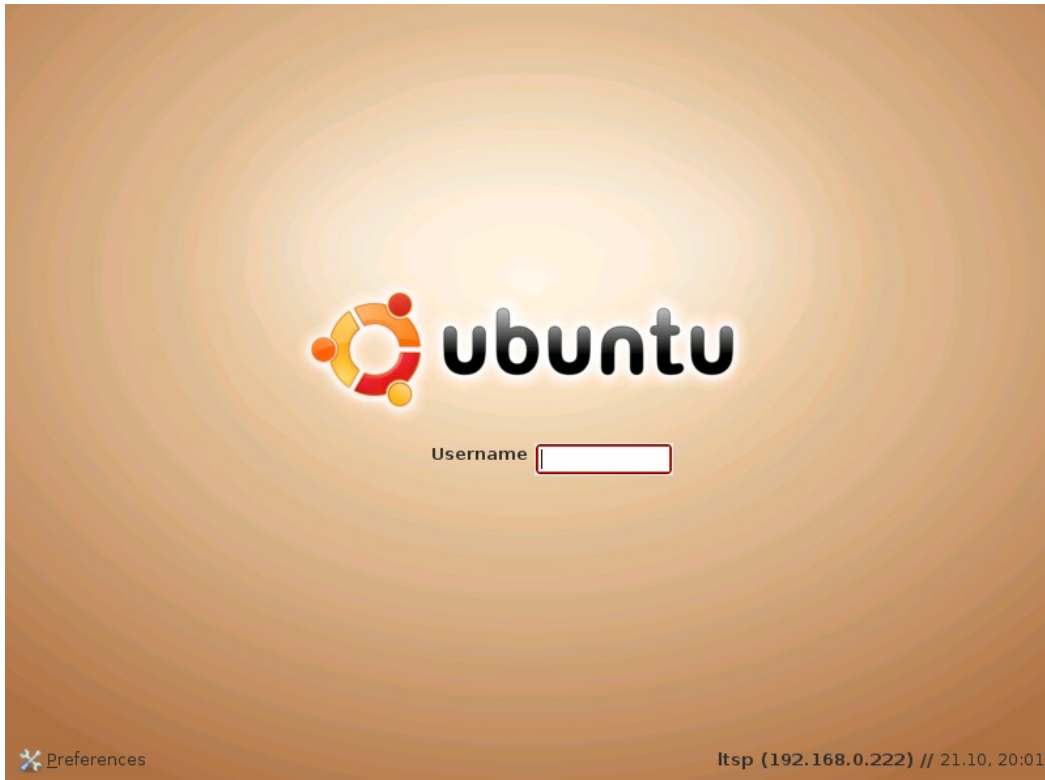 ubuntu
Username
Preferences
ltsp (192.168.0.222) // 21.10, 20:01